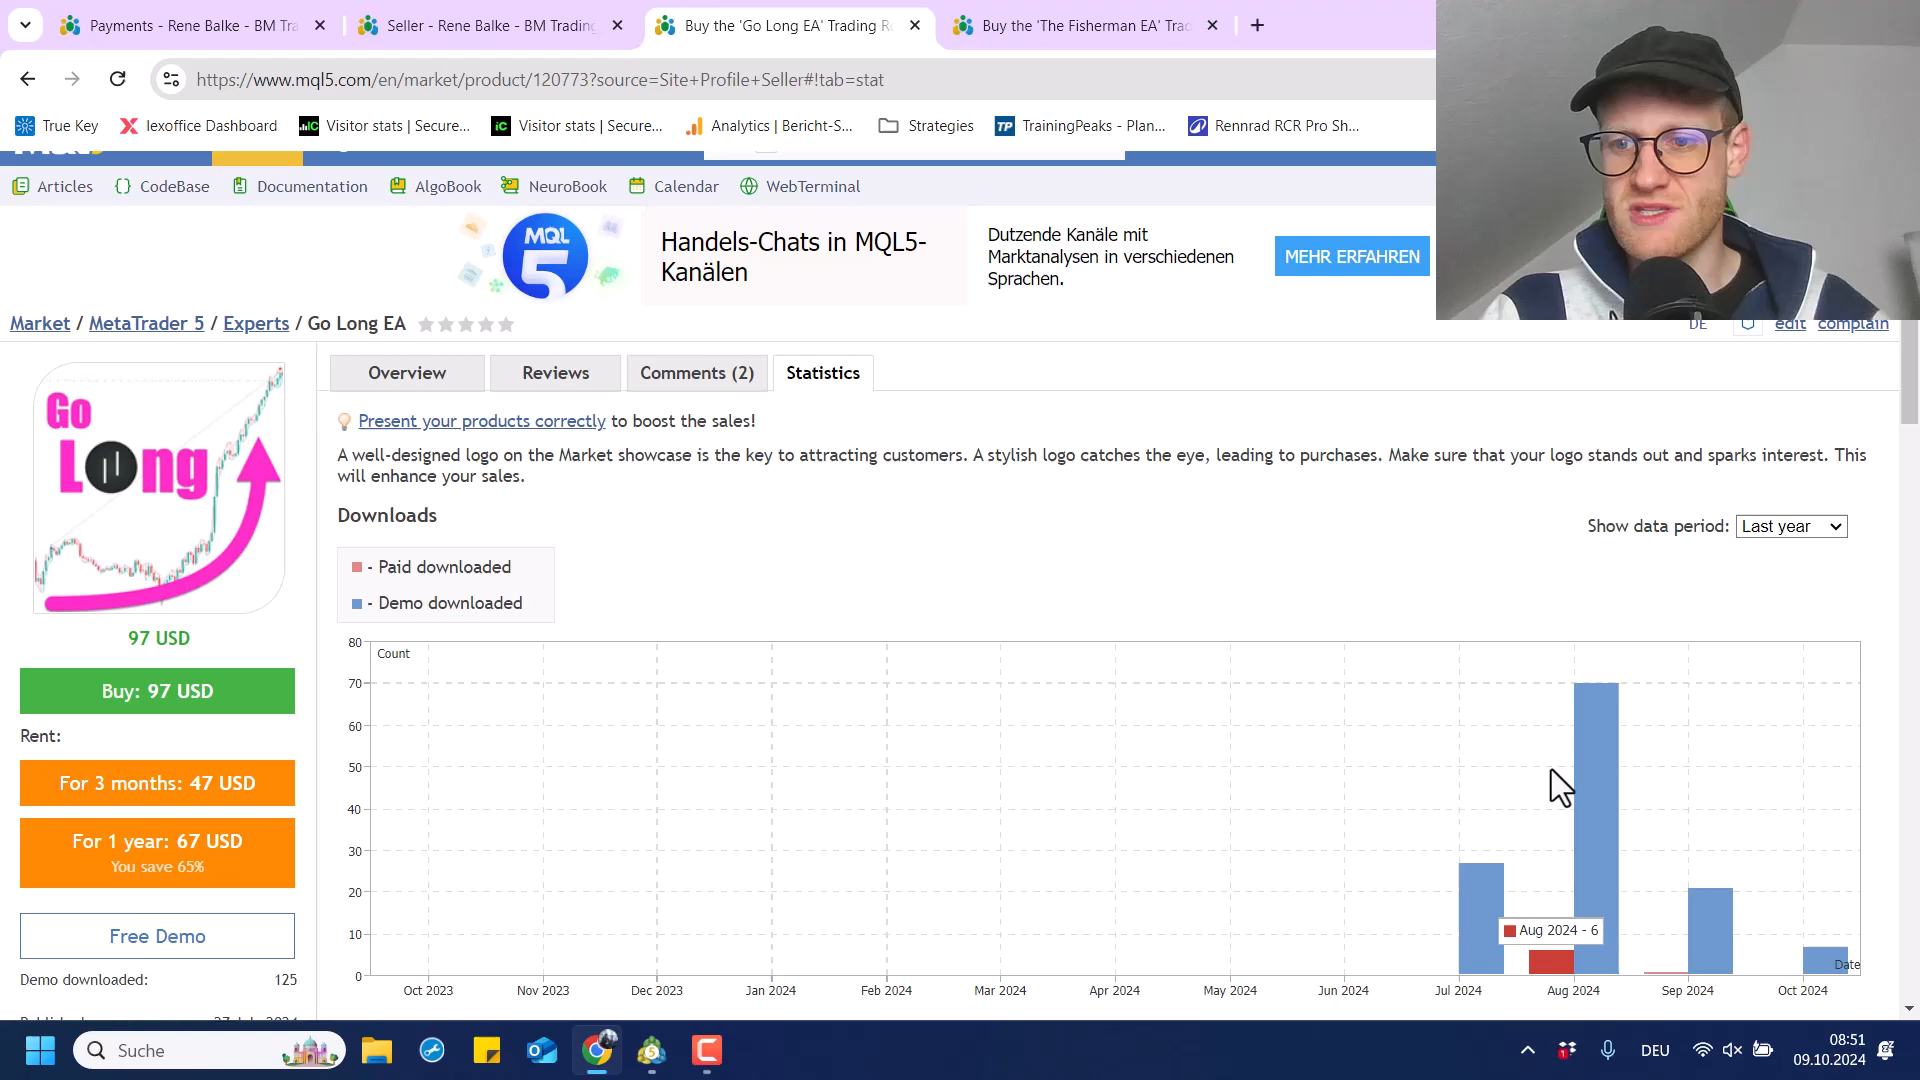 Payments - Rene Balke - BM Tra
Seller - Rene Balke - BM Trading
Buy the 'Go Long EA' Trading Ro
Buy the 'The Fisherman EA' Trad
https://www.mql5.com/en/market/product/120773?source=Site+Profile+Seller#!tab=stat
True Key
lexoffice Dashboard
Visitor stats | Secure...
Visitor stats | Secure...
Analytics | Bericht-S...
Strategies
TrainingPeaks - Plan...
Rennrad RCR Pro Sh...
Articles
CodeBase
Documentation
AlgoBook
NeuroBook
Calendar
WebTerminal
MQL
5
Handels-Chats in MQL5-
Kanälen
Dutzende Kanäle mit
Marktanalysen in verschiedenen
Sprachen.
MEHR ERFAHREN
Market / MetaTrader 5 / Experts / Go Long EA
DE
edit
complain
Go
Long
97 USD
Buy: 97 USD
Rent:
For 3 months: 47 USD
For 1 year: 67 USD
You save 65%
Free Demo
Demo downloaded: 125
Overview
Reviews
Comments (2)
Statistics
Present your products correctly to boost the sales!
A well-designed logo on the Market showcase is the key to attracting customers. A stylish logo catches the eye, leading to purchases. Make sure that your logo stands out and sparks interest. This
will enhance your sales.
Downloads
Show data period: Last year
- Paid downloaded
- Demo downloaded
Count
80
70
60
50
40
30
20
10
0
Aug 2024 - 6
Date
Oct 2023
Nov 2023
Dec 2023
Jan 2024
Feb 2024
Mar 2024
Apr 2024
May 2024
Jun 2024
Jul 2024
Aug 2024
Sep 2024
Oct 2024
Suche
DEU
08:51
09.10.2024